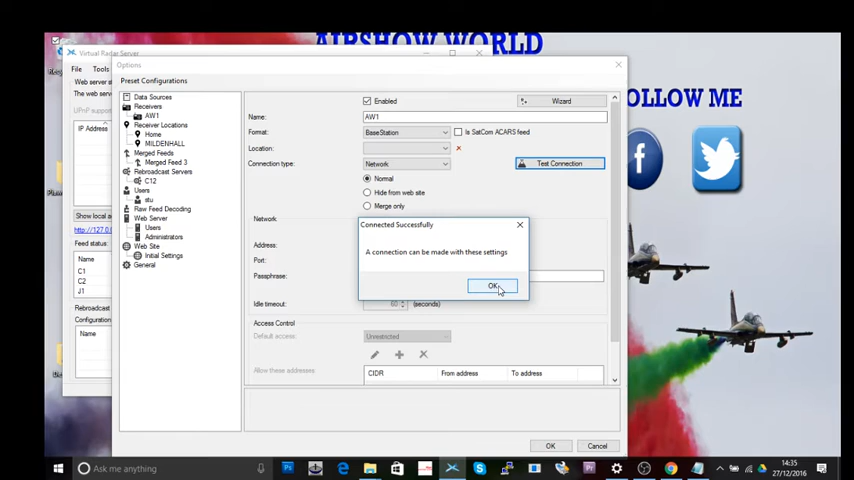 AIRSHOW WORLD
FOLLOW ME
Virtual Radar Server
File Tools
Web server
The web server
UPnP support
IP Address
Show local a
http://127.0
Feed status:
Name
C1
C2
J1
Rebroadcast
Configuration
Name
Options
Preset Configurations
Data Sources
Receivers
AW1
Receiver Locations
Home
MILDENHALL
Merged Feeds
Merged Feed 3
Rebroadcast Servers
C12
Users
stu
Raw Feed Decoding
Web Server
Users
Administrators
Web Site
Initial Settings
General
Enabled
Wizard
Name: AW1
Format: BaseStation Is SatCom ACARS feed
Location:
Connection type: Network Test Connection
Normal
Hide from web site
Merge only
Network
Address:
Port:
Passphrase:
Idle timeout: 60 (seconds)
Access Control
Default access: Unrestricted
Allow these addresses: CIDR From address To address
Connected Successfully
A connection can be made with these settings
OK
OK Cancel
Ask me anything
14:35
27/12/2016